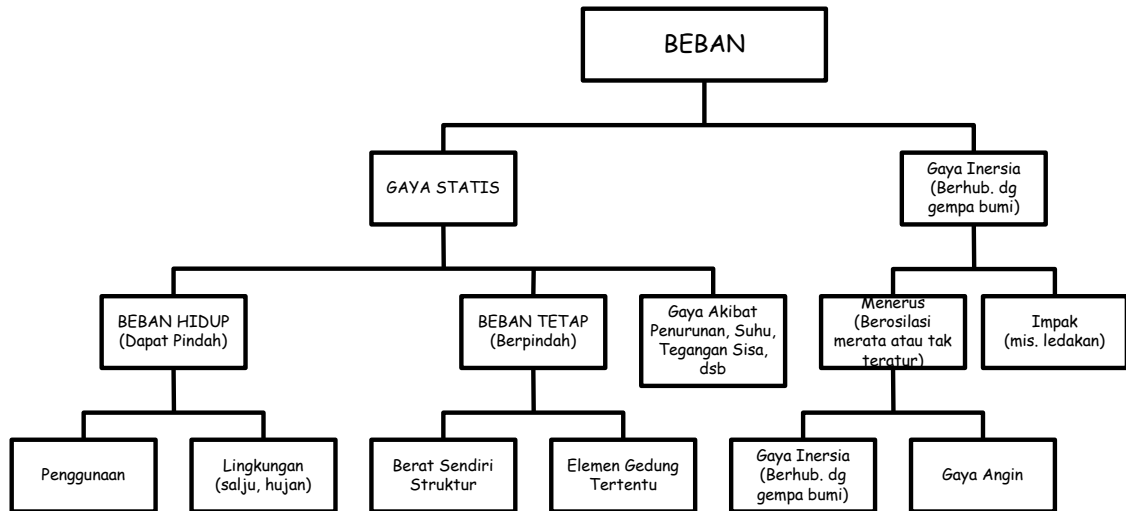 BEBAN
GAYA STATIS
Gaya Inersia
(Berhub. dg
gempa bumi)
BEBAN HIDUP
(Dapat Pindah)
BEBAN TETAP
(Berpindah)
Gaya Akibat
Penurunan, Suhu,
Tegangan Sisa,
dsb
Menerus
(Berosilasi
merata atau tak
teratur)
Impak
(mis. ledakan)
Penggunaan
Lingkungan
(salju, hujan)
Berat Sendiri
Struktur
Elemen Gedung
Tertentu
Gaya Inersia
(Berhub. dg
gempa bumi)
Gaya Angin